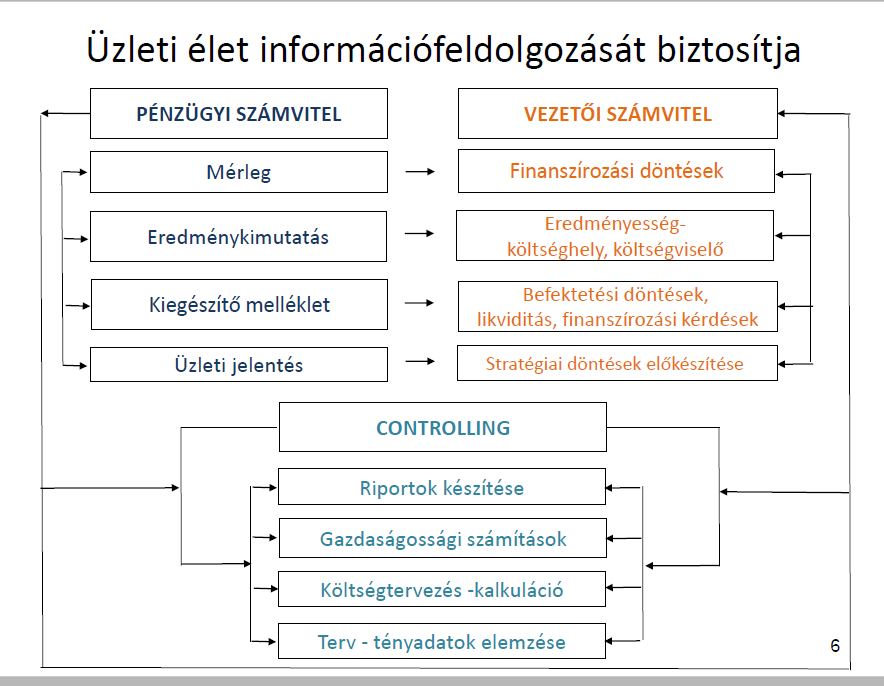 Üzleti élet információfeldolgozását biztosítja
PÉNZÜGYI SZÁMVITEL
VEZETŐI SZÁMVITEL
Mérleg
Finanszírozási döntések
Eredménykimutatás
Eredményesség-
költséghely, költségviselő
Kiegészítő melléklet
Befektetési döntések,
likviditás, finanszírozási kérdések
Üzleti jelentés
Stratégiai döntések előkészítése
CONTROLLING
Riportok készítése
Gazdaságossági számítások
Költségtervezés -kalkuláció
Terv - tényadatok elemzése
6